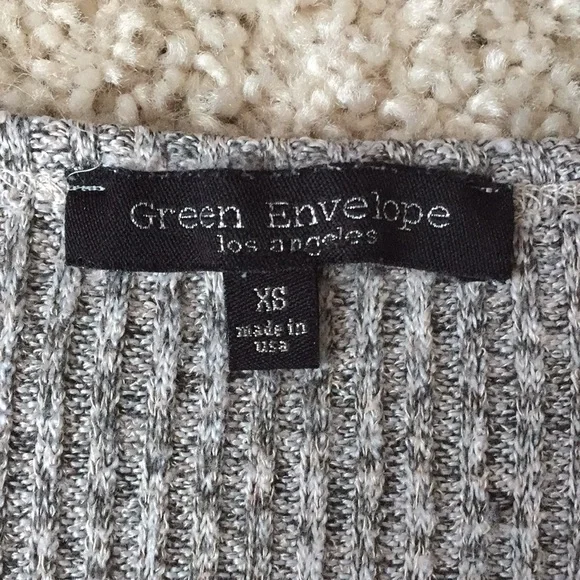 Green Envelope
los angeles
XS
made in
usa